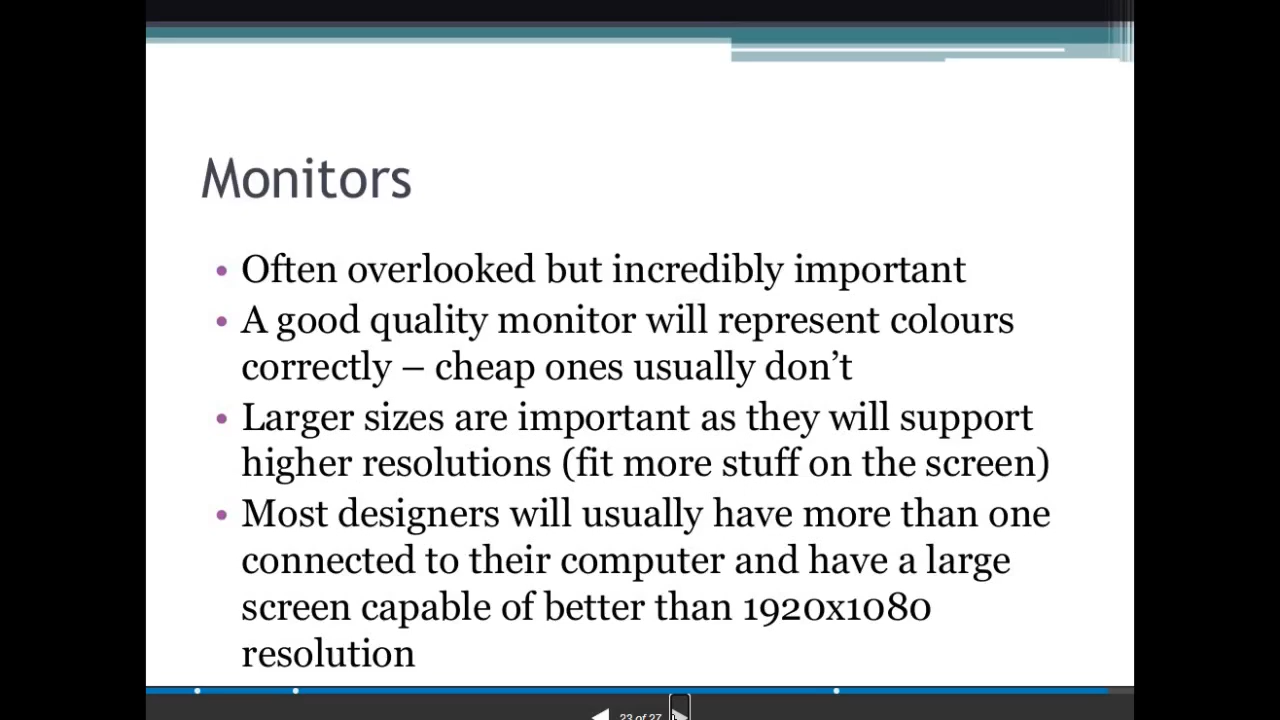 Monitors
• Often overlooked but incredibly important
• A good quality monitor will represent colours
correctly – cheap ones usually don’t
• Larger sizes are important as they will support
higher resolutions (fit more stuff on the screen)
• Most designers will usually have more than one
connected to their computer and have a large
screen capable of better than 1920x1080
resolution
23 of 27